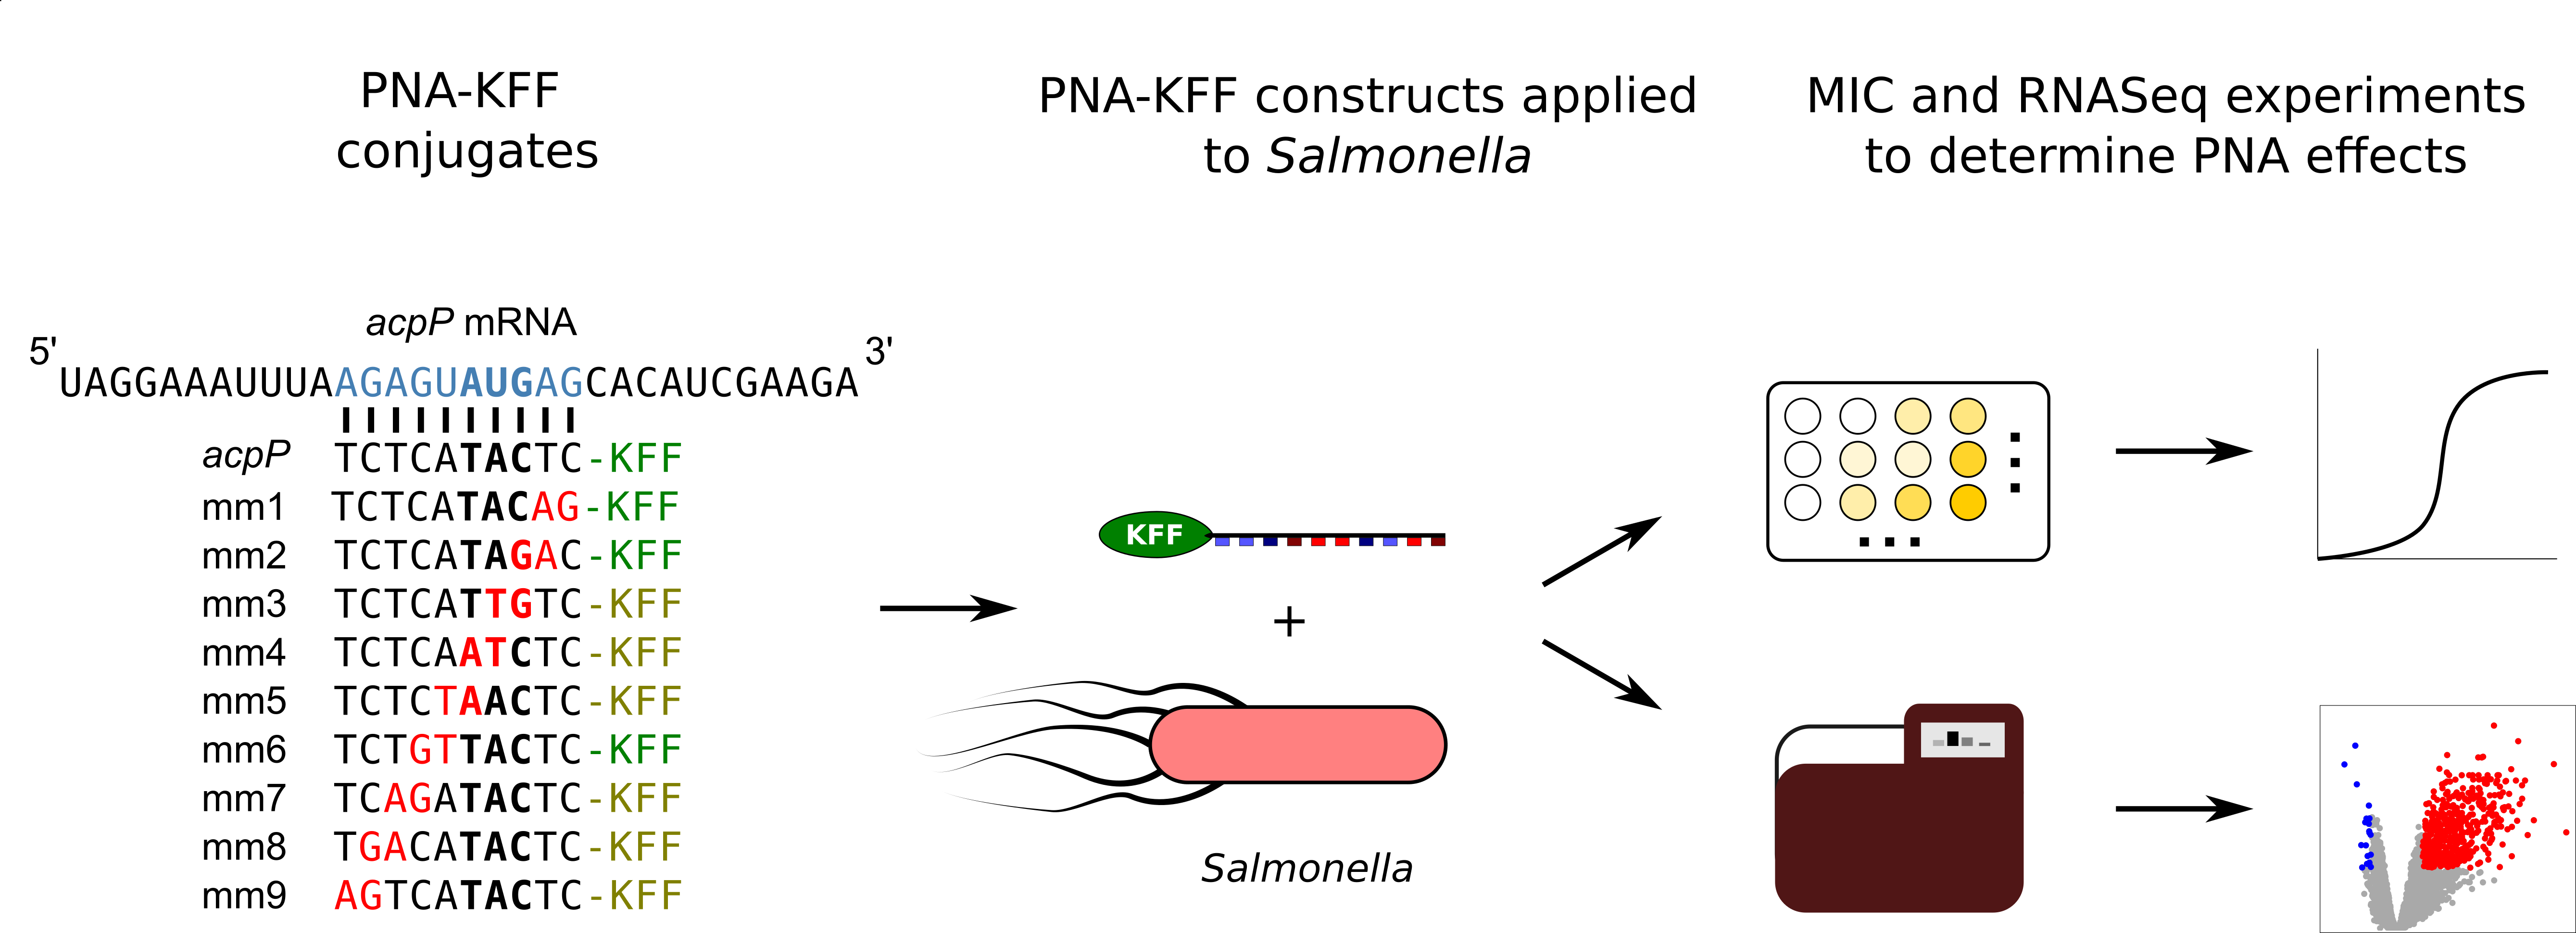 PNA-KFF
conjugates
PNA-KFF constructs applied
to Salmonella
MIC and RNASeq experiments
to determine PNA effects
acpP mRNA
5' 3'
UAGGAAAUUUAAGAGUAUGAGCACAUCGAAGA
acpP TCTCATACTC-KFF
mm1 TCTCATACAG-KFF
mm2 TCTCATAGAC-KFF
mm3 TCTCATTGTC-KFF
mm4 TCTCAATCTC-KFF
mm5 TCTCTAACTC-KFF
mm6 TCTGTTACTC-KFF
mm7 TCAGATACTC-KFF
mm8 TGACATACTC-KFF
mm9 AGTCATACTC-KFF
KFF
+
Salmonella